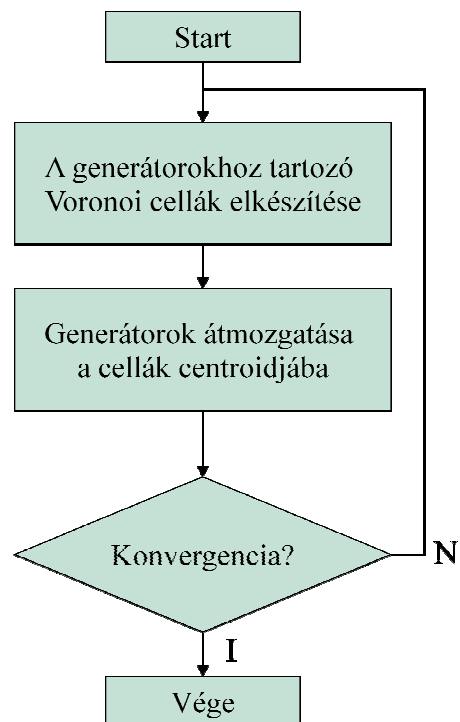 Start
A generátorokhoz tartozó
Voronoi cellák elkészítése
Generátorok átmozgatása
a cellák centroidjába
Konvergencia?
N
I
Vége